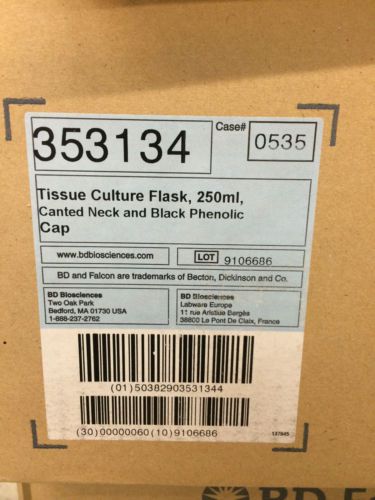 353134
Case#
0535
Tissue Culture Flask, 250ml,
Canted Neck and Black Phenolic
Cap
www.bdbiosciences.com
LOT 9106686
BD and Falcon are trademarks of Becton, Dickinson and Co.
BD Biosciences
Two Oak Park
Bedford, MA 01730 USA
1-888-237-2762
BD Biosciences
Labware Europe
11 rue Aristide Bergès
38800 Le Pont De Claix, France
(01)50382903531344
(30)00000060(10)9106686
BD